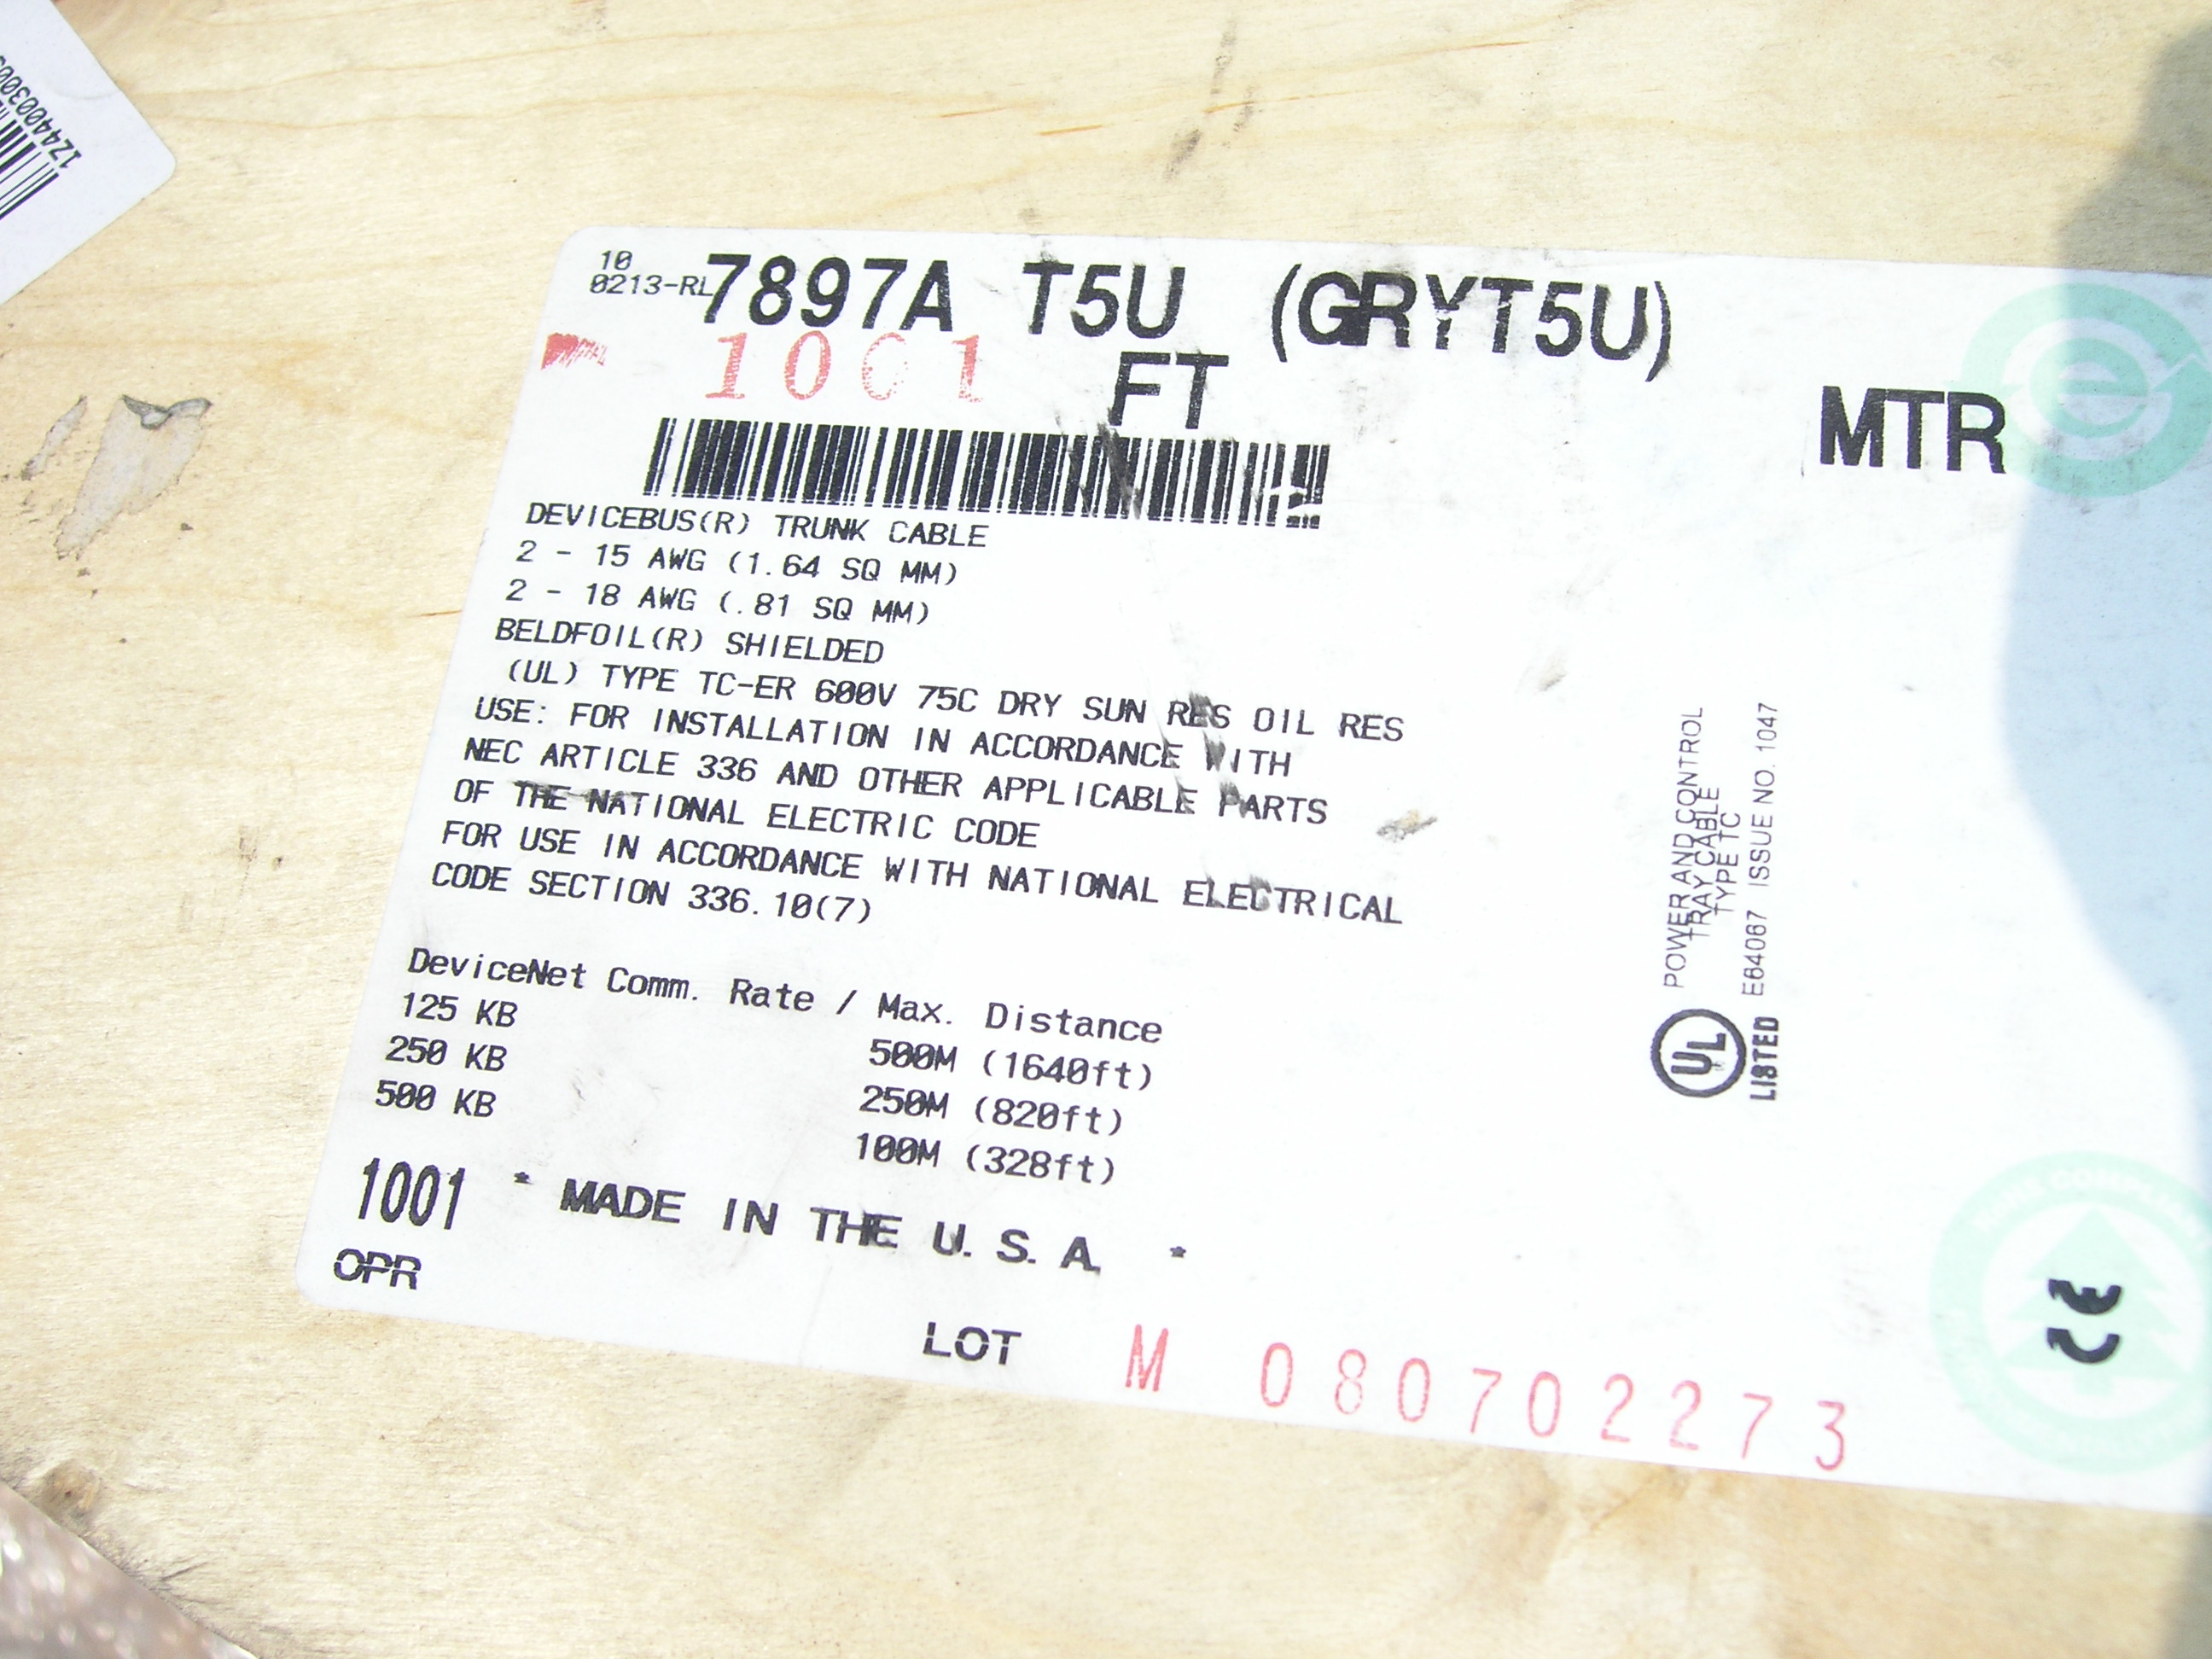 10
0213-RL
7897A T5U (GRYT5U)
1001 FT
MTR
DEVICEBUS(R) TRUNK CABLE
2 - 15 AWG (1.64 SQ MM)
2 - 18 AWG (.81 SQ MM)
BELDFOIL(R) SHIELDED
(UL) TYPE TC-ER 600V 75C DRY SUN RES OIL RES
USE: FOR INSTALLATION IN ACCORDANCE WITH
NEC ARTICLE 336 AND OTHER APPLICABLE PARTS
OF THE NATIONAL ELECTRIC CODE
FOR USE IN ACCORDANCE WITH NATIONAL ELECTRICAL
CODE SECTION 336.10(7)
DeviceNet Comm. Rate / Max. Distance
125 KB 500M (1640ft)
250 KB 250M (820ft)
500 KB 100M (328ft)
1001 * MADE IN THE U.S.A. *
OPR
LOT M 080702273
POWER AND CONTROL
TRAY CABLE
TYPE TC
E64067 ISSUE NO. 1047
UL
LISTED
e
CE